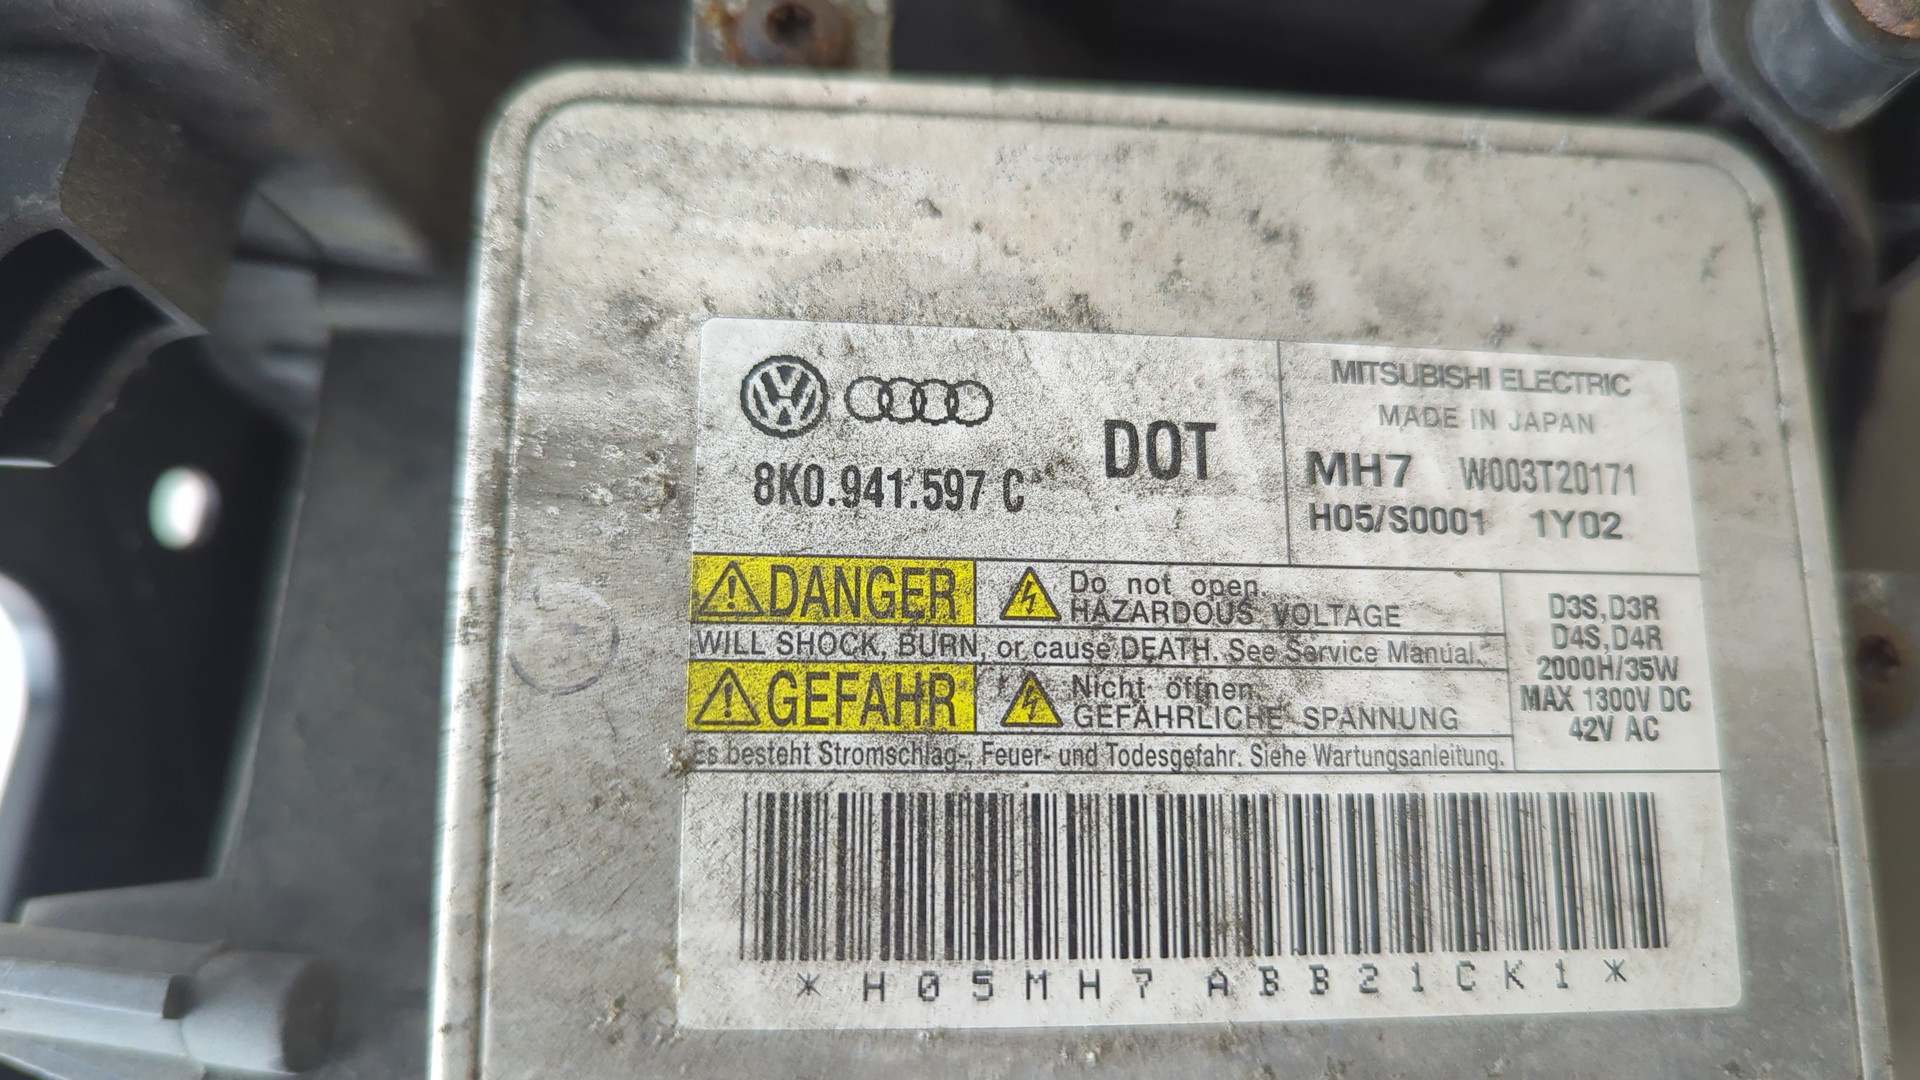 8K0.941.597 C
DOT
MITSUBISHI ELECTRIC
MADE IN JAPAN
MH7 W003T20171
H05/S0001 1Y02
DANGER
Do not open.
HAZARDOUS VOLTAGE
WILL SHOCK, BURN, or cause DEATH. See Service Manual.
GEFAHR
Nicht öffnen.
GEFÄHRLICHE SPANNUNG
Es besteht Stromschlag-, Feuer- und Todesgefahr. Siehe Wartungsanleitung.
D3S,D3R
D4S,D4R
2000H/35W
MAX 1300V DC
42V AC
*H05MH7ABB21CK1*